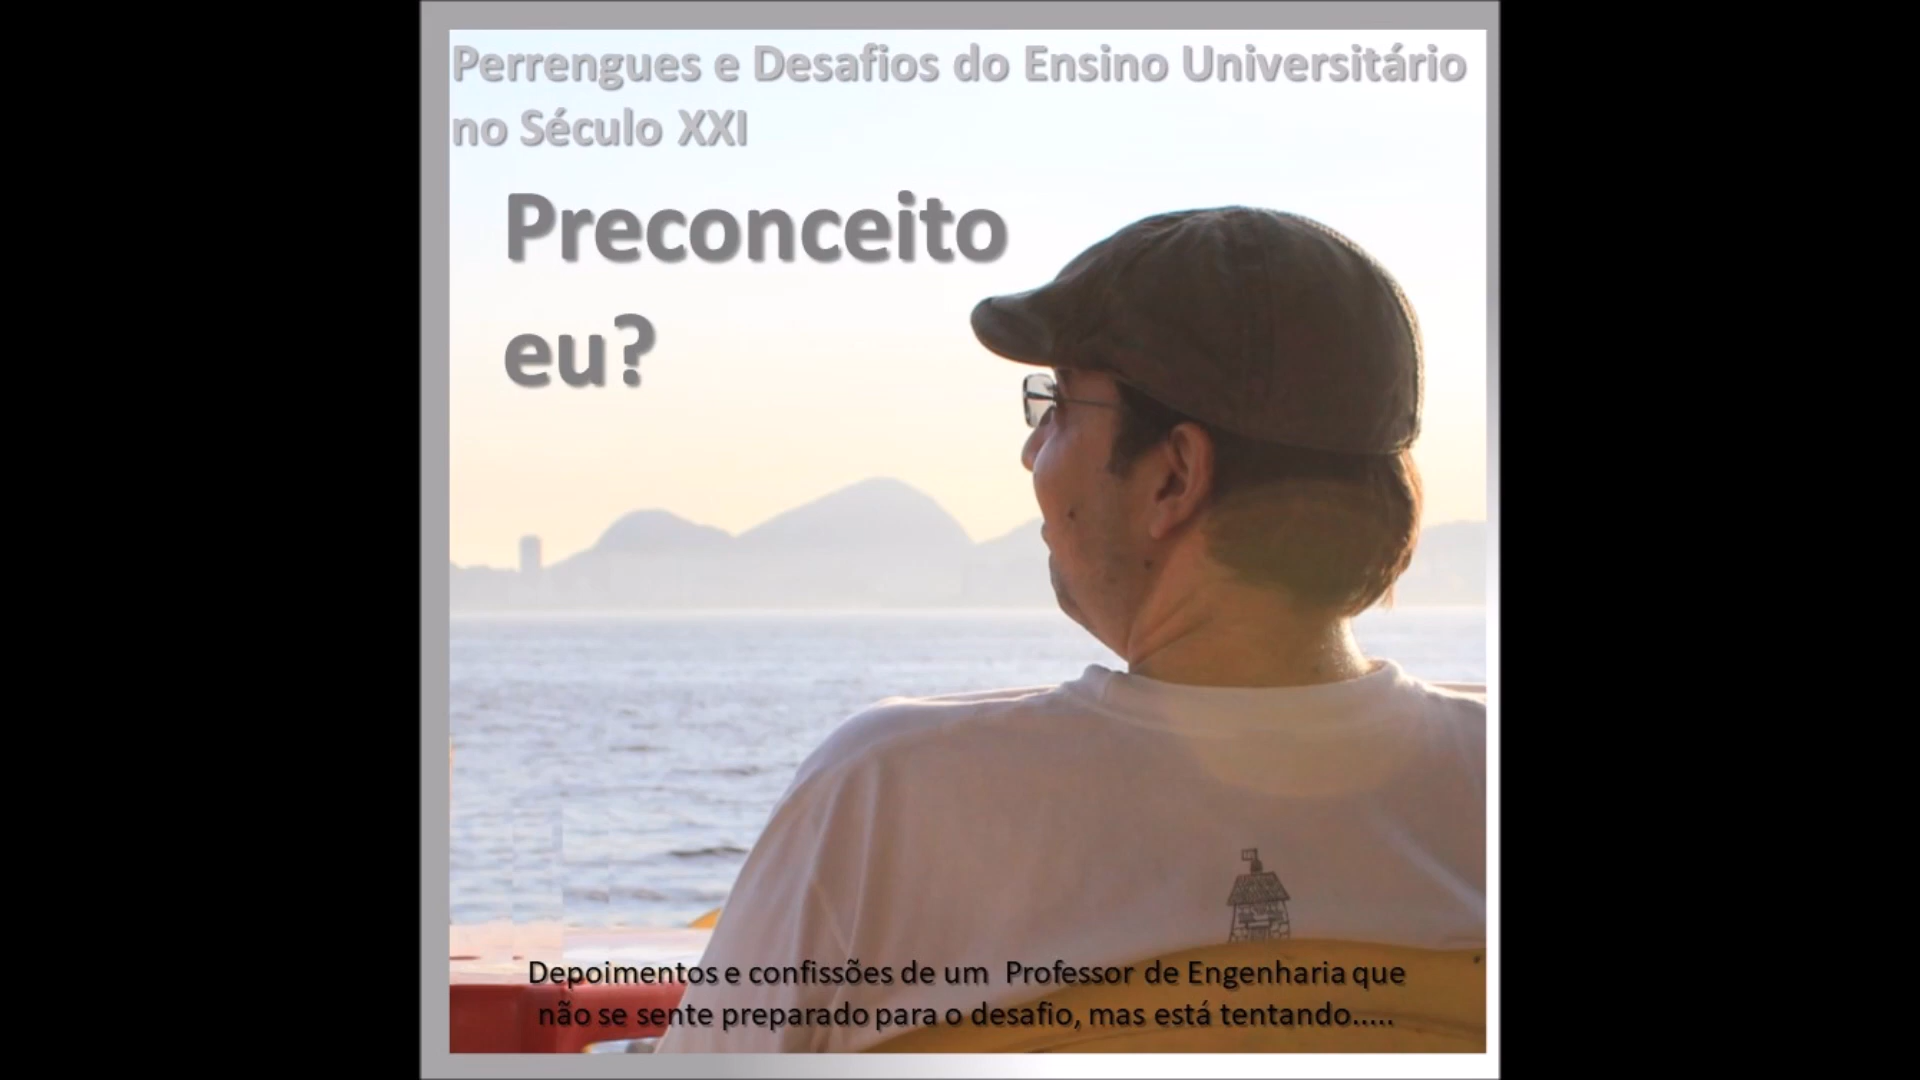 Perrengues e Desafios do Ensino Universitário
no Século XXI
Preconceito
eu?
Depoimentos e confissões de um Professor de Engenharia que
não se sente preparado para o desafio, mas está tentando.....